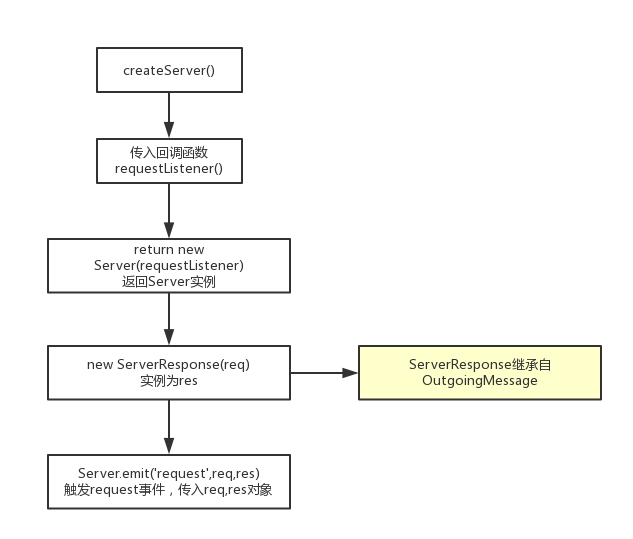 createServer()
传入回调函数
requestListener()
return new
Server(requestListener)
返回Server实例
new ServerResponse(req)
实例为res
ServerResponse继承自
OutgoingMessage
Server.emit('request',req,res)
触发request事件，传入req,res对象